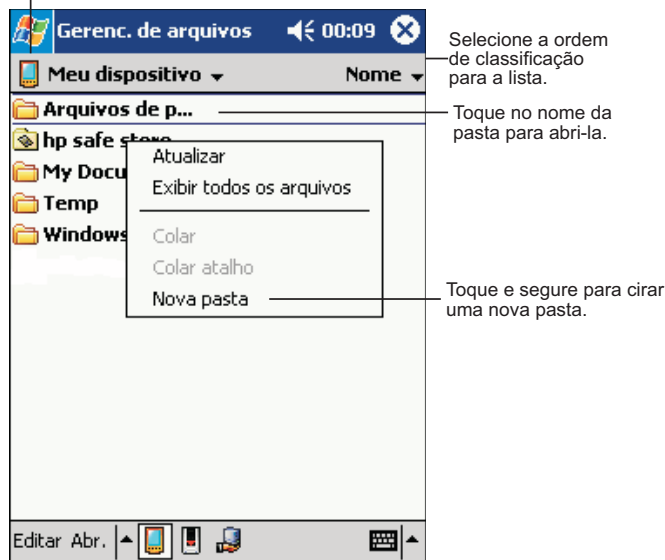 Gerenc. de arquivos 00:09
Meu dispositivo Nome
Selecione a ordem
de classificação
para a lista.
Arquivos de p...
Toque no nome da
pasta para abri-la.
hp safe store
My Docu
Temp
Windows
Atualizar
Exibir todos os arquivos
Colar
Colar atalho
Nova pasta
Toque e segure para cirar
uma nova pasta.
Editar Abr.